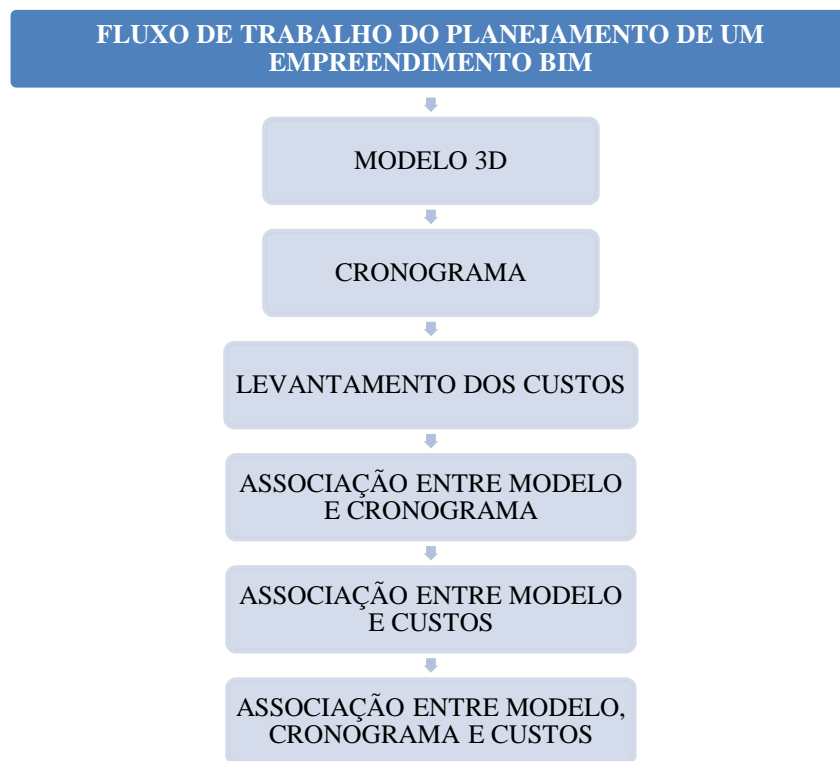 FLUXO DE TRABALHO DO PLANEJAMENTO DE UM
EMPREENDIMENTO BIM
MODELO 3D
CRONOGRAMA
LEVANTAMENTO DOS CUSTOS
ASSOCIAÇÃO ENTRE MODELO
E CRONOGRAMA
ASSOCIAÇÃO ENTRE MODELO
E CUSTOS
ASSOCIAÇÃO ENTRE MODELO,
CRONOGRAMA E CUSTOS